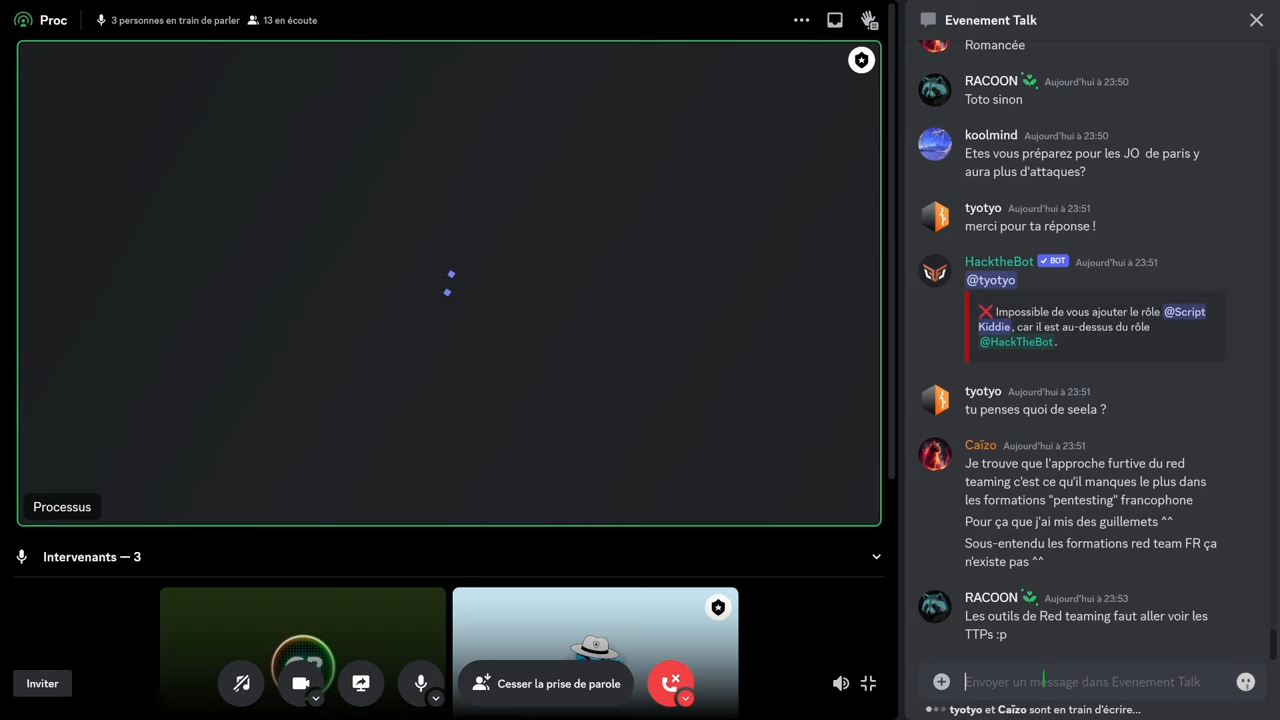 Proc
3 personnes en train de parler
13 en écoute
Processus
Intervenants — 3
Inviter
Cesser la prise de parole
Evenement Talk
Romancée
RACOON Aujourd'hui à 23:50
Toto sinon
koolmind Aujourd'hui à 23:50
Etes vous préparez pour les JO de paris y
aura plus d'attaques?
tyotyo Aujourd'hui à 23:51
merci pour ta réponse !
HacktheBot BOT Aujourd'hui à 23:51
@tyotyo
❌ Impossible de vous ajouter le rôle @Script
Kiddie, car il est au-dessus du rôle
@HackTheBot.
tyotyo Aujourd'hui à 23:51
tu penses quoi de seela ?
Caïzo Aujourd'hui à 23:51
Je trouve que l'approche furtive du red
teaming c'est ce qu'il manques le plus dans
les formations "pentesting" francophone
Pour ça que j'ai mis des guillemets ^^
Sous-entendu les formations red team FR ça
n'existe pas ^^
RACOON Aujourd'hui à 23:53
Les outils de Red teaming faut aller voir les
TTPs :p
Envoyer un message dans Evenement Talk
tyotyo et Caïzo sont en train d'écrire...